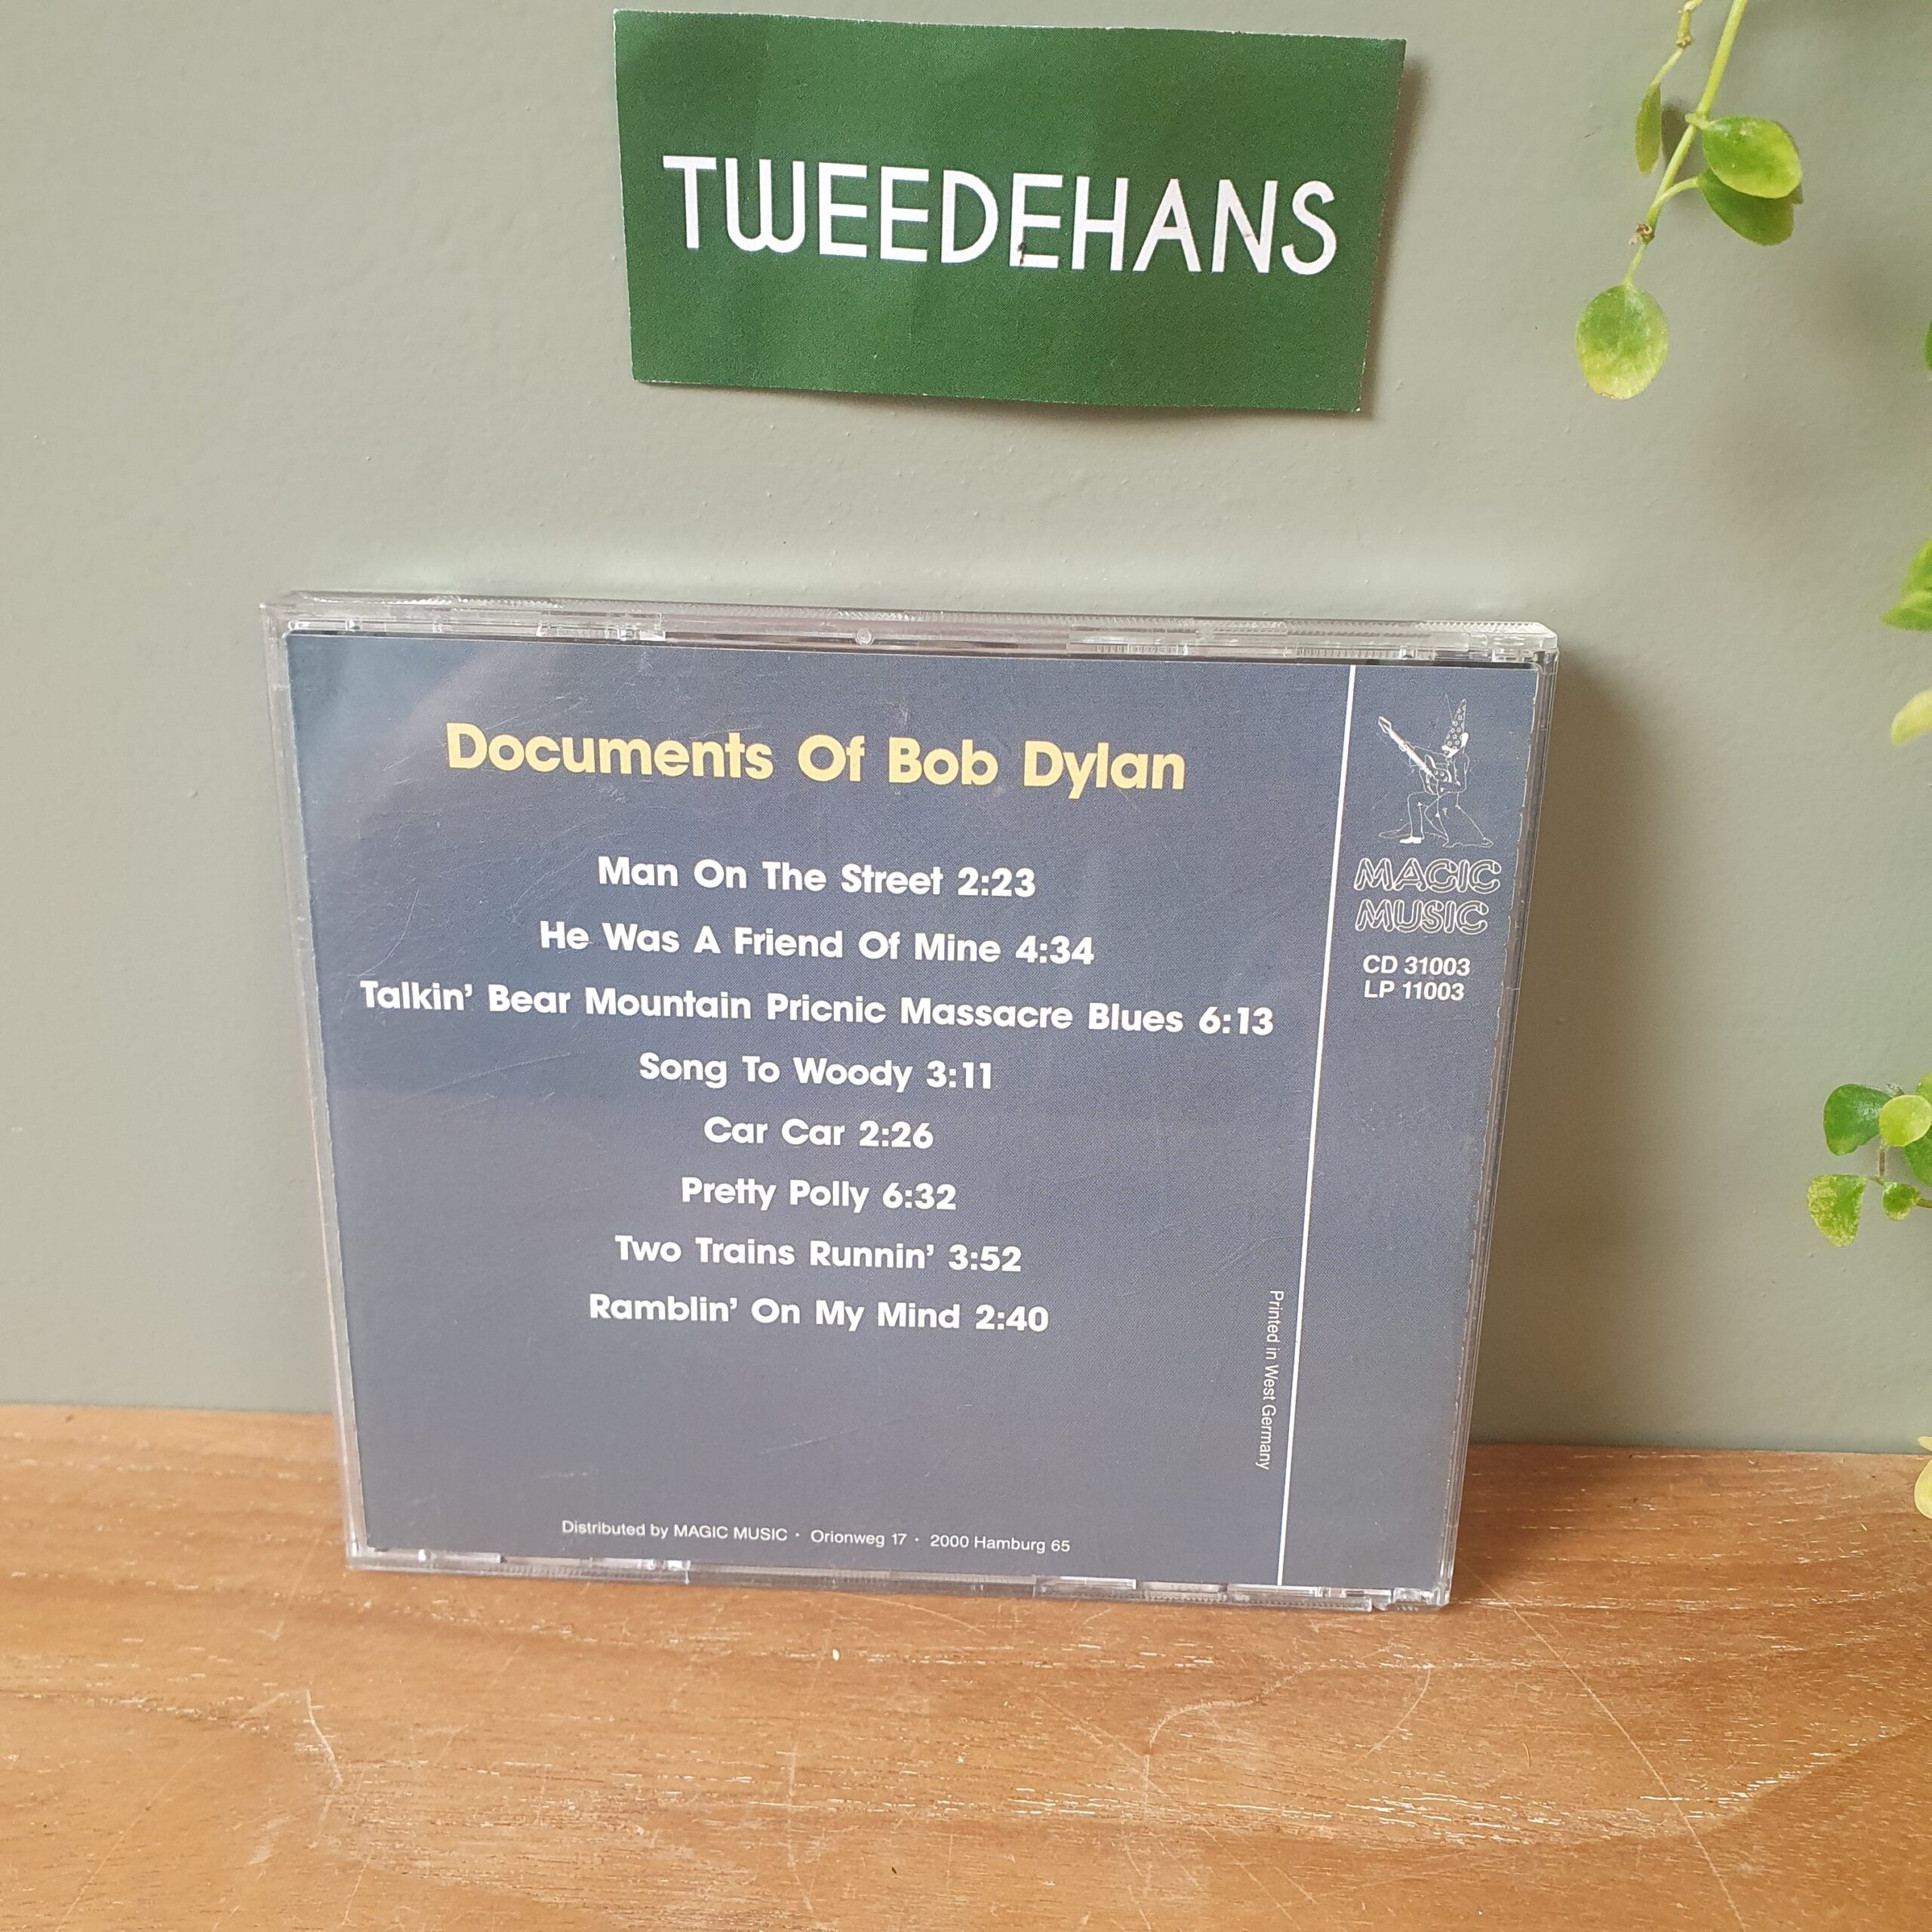 TWEEDEHANS
Documents Of Bob Dylan
Man On The Street 2:23
He Was A Friend Of Mine 4:34
Talkin' Bear Mountain Pricnic Massacre Blues 6:13
Song To Woody 3:11
Car Car 2:26
Pretty Polly 6:32
Two Trains Runnin' 3:52
Ramblin' On My Mind 2:40
Distributed by MAGIC MUSIC · Orionweg 17 · 2000 Hamburg 65
Printed in West Germany
MAGIC
MUSIC
CD 31003
LP 11003